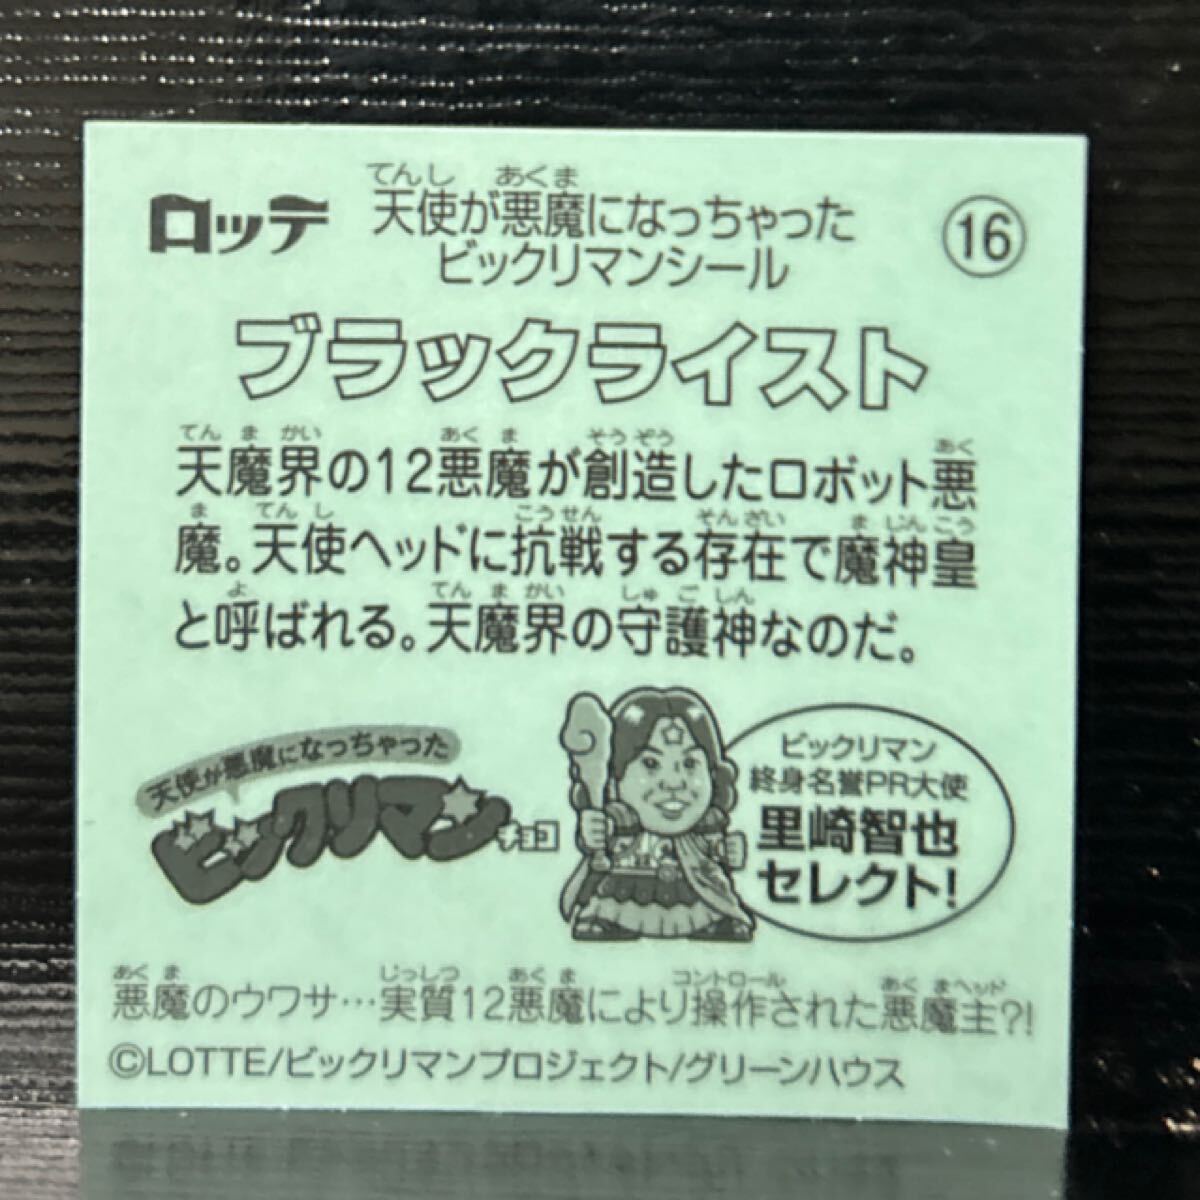 ロッテ
てんし あくま
天使が悪魔になっちゃった
ビックリマンシール
16
ブラックライスト
てん ま かい あく ま そうぞう あく
天魔界の12悪魔が創造したロボット悪
ま てん し こうせん そんざい ま じんこう
魔。天使ヘッドに抗戦する存在で魔神皇
よ てん ま かい しゅ ご しん
と呼ばれる。天魔界の守護神なのだ。
天使が悪魔になっちゃった
ビックリマン
チョコ
ビックリマン
終身名誉PR大使
里崎智也
セレクト!
あく ま じっしつ あく ま コントロール あく まヘッド
悪魔のウワサ…実質12悪魔により操作された悪魔主?!
©LOTTE/ビックリマンプロジェクト/グリーンハウス